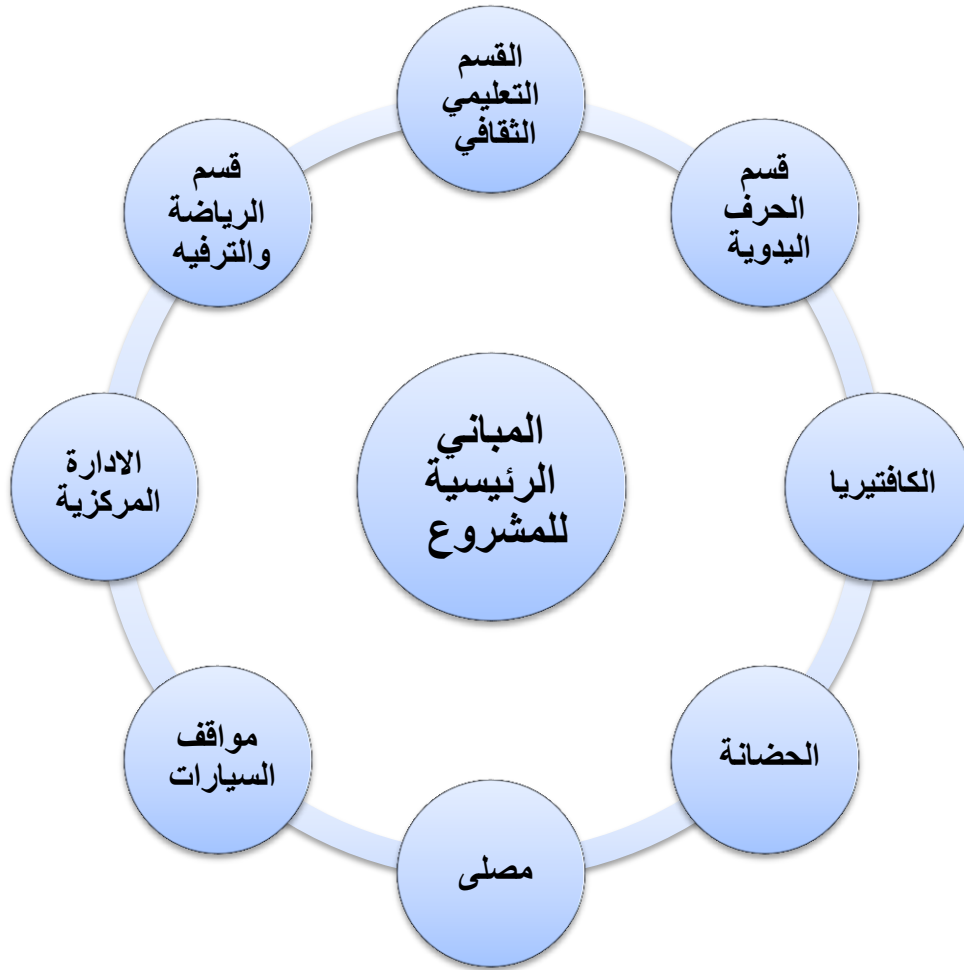 القسم
التعليمي
الثقافي
قسم
الحرف
اليدوية
الكافتيريا
الحضانة
مصلى
مواقف
السيارات
الادارة
المركزية
قسم
الرياضة
والترفيه
المباني
الرئيسية
للمشروع